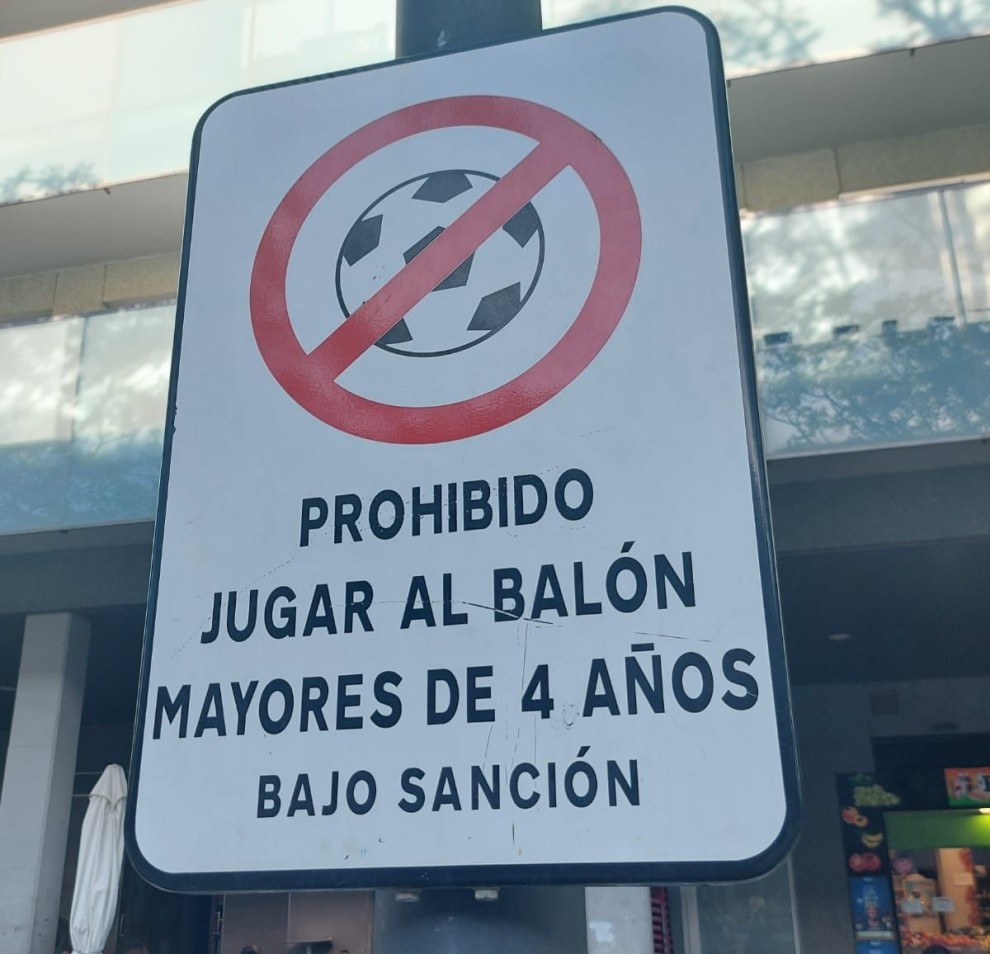 PROHIBIDO
JUGAR AL BALÓN
MAYORES DE 4 AÑOS
BAJO SANCIÓN